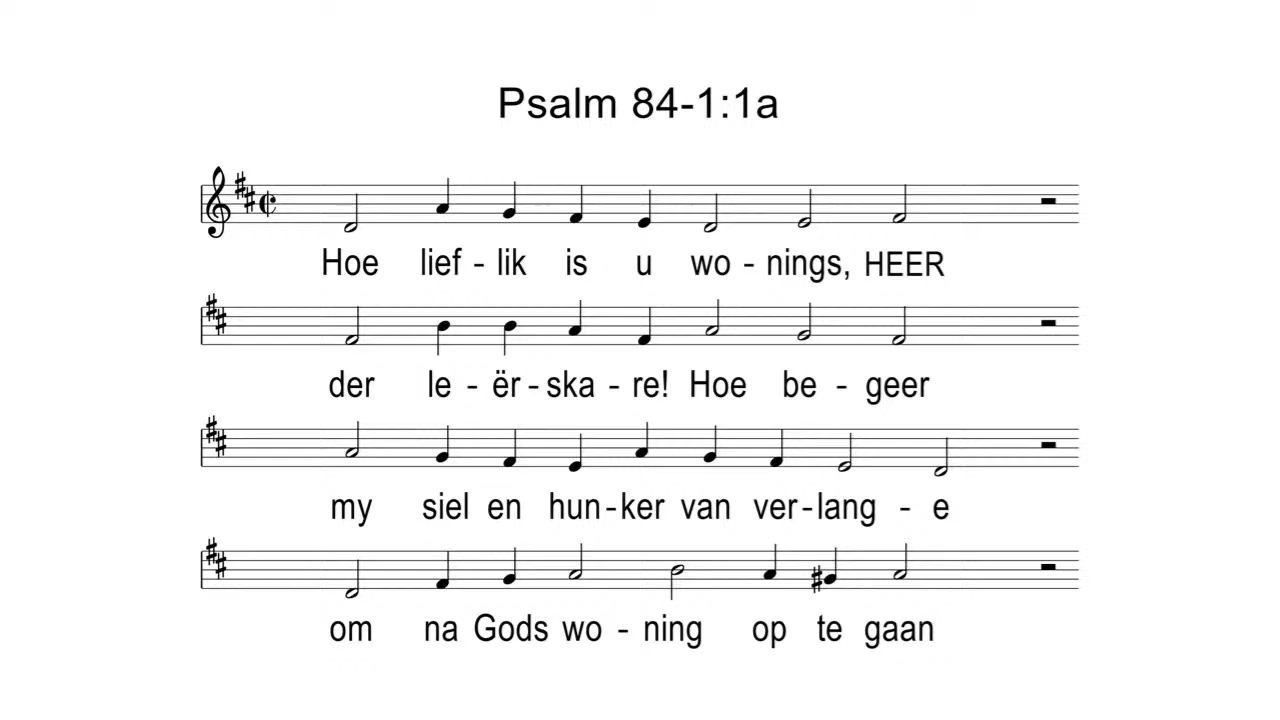 Psalm 84-1:1a
Hoe lief - lik is u wo - nings, HEER
der le - ër - ska - re! Hoe be - geer
my siel en hun - ker van ver - lang - e
om na Gods wo - ning op te gaan